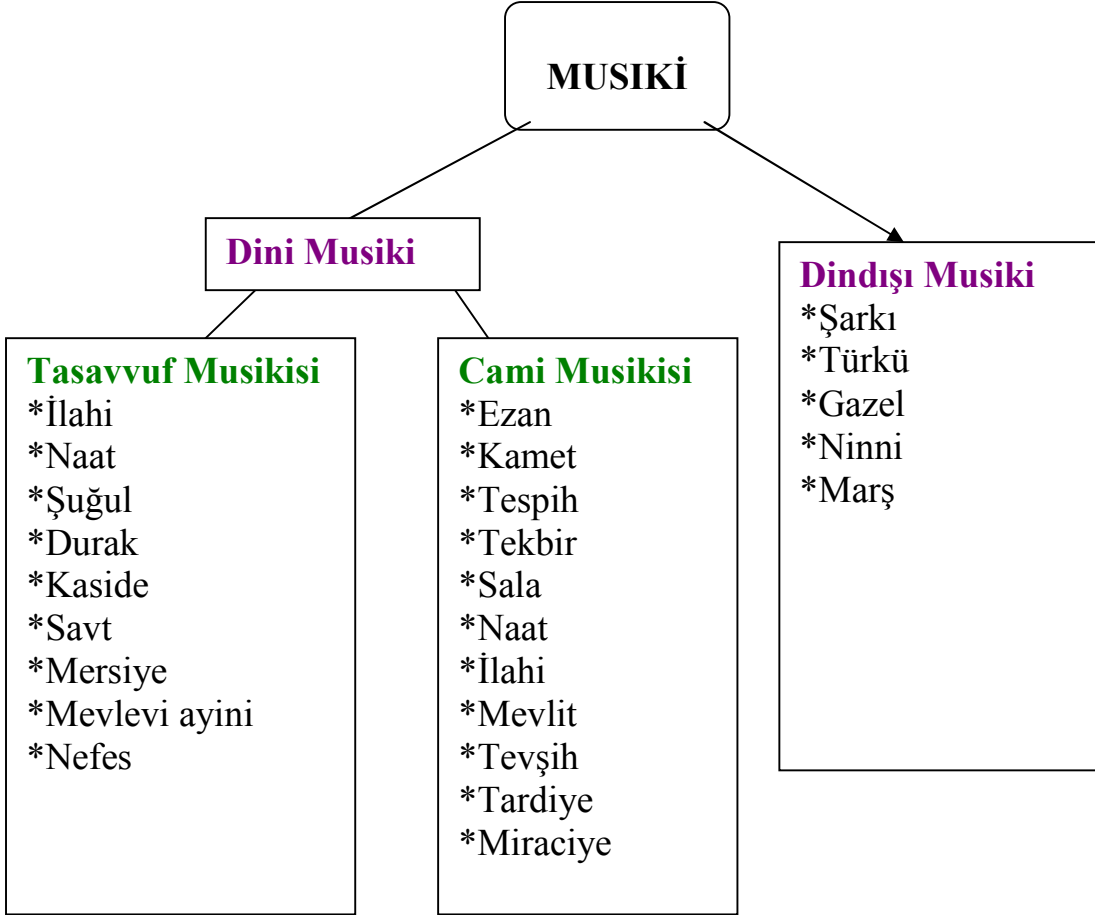 MUSIKİ
Dini Musiki
Tasavvuf Musikisi
*İlahi
*Naat
*Şuğul
*Durak
*Kaside
*Savt
*Mersiye
*Mevlevi ayini
*Nefes
Cami Musikisi
*Ezan
*Kamet
*Tespih
*Tekbir
*Sala
*Naat
*İlahi
*Mevlit
*Tevşih
*Tardiye
*Miraciye
Dindışı Musiki
*Şarkı
*Türkü
*Gazel
*Ninni
*Marş